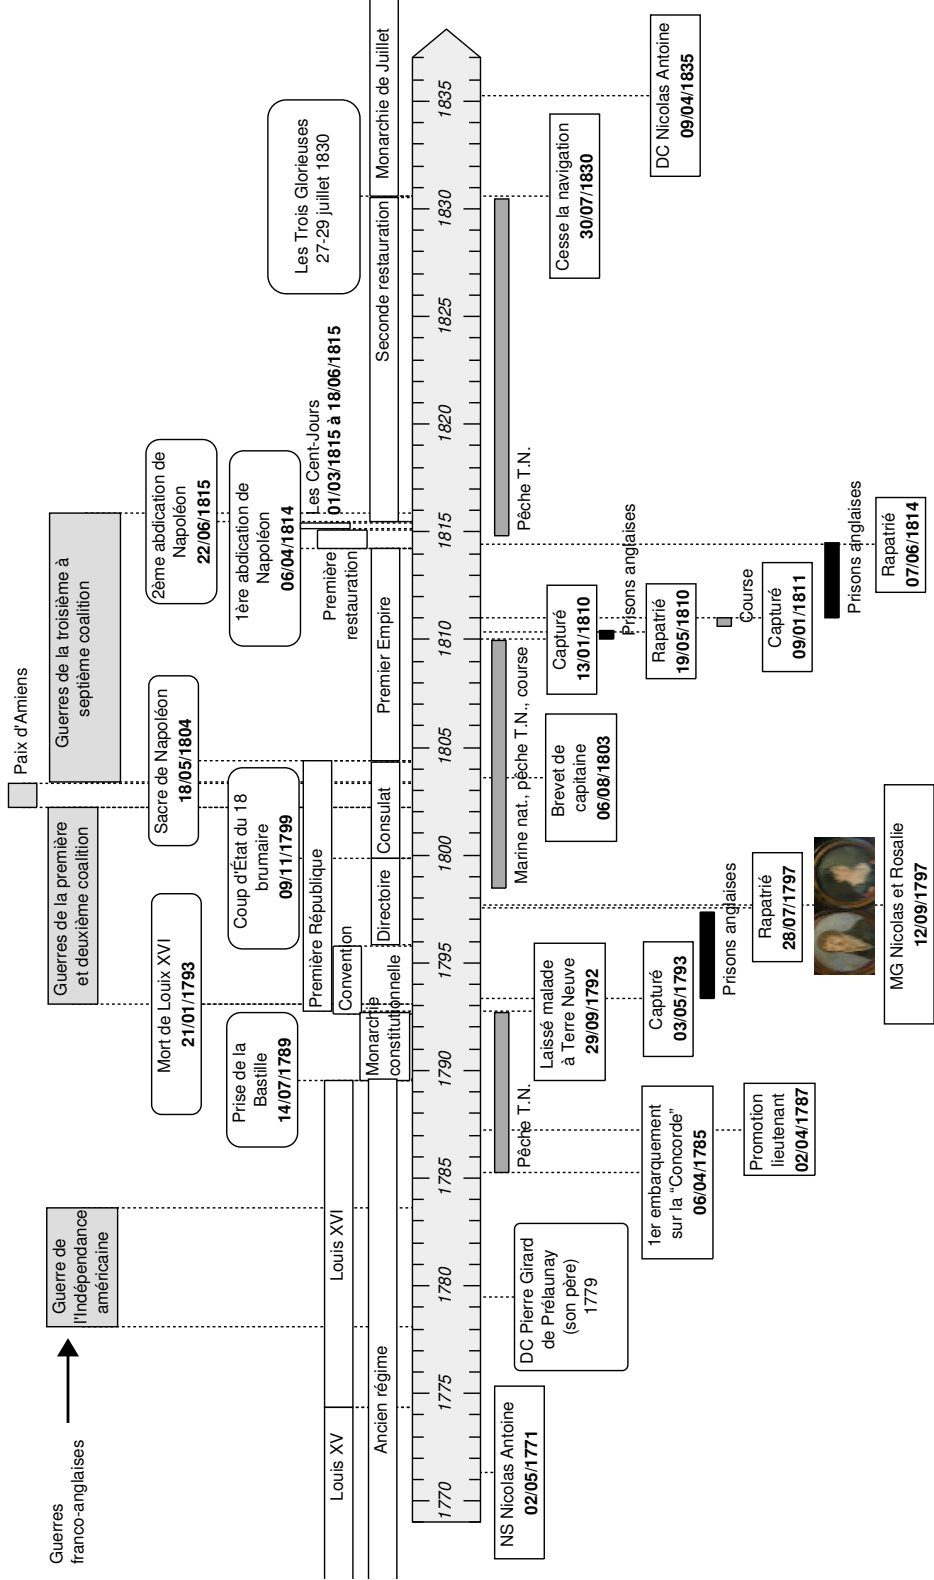 Guerres
franco-anglaises
Guerre de
l'Indépendance
américaine
Guerres de la première
et deuxième coalition
Paix d'Amiens
Guerres de la troisième à
septième coalition
Mort de Louix XVI
21/01/1793
Sacre de Napoléon
18/05/1804
2ème abdication de
Napoléon
22/06/1815
Prise de la
Bastille
14/07/1789
Coup d'État du 18
brumaire
09/11/1799
1ère abdication de
Napoléon
06/04/1814
Les Trois Glorieuses
27-29 juillet 1830
Les Cent-Jours
01/03/1815 à 18/06/1815
Louis XV
Louis XVI
Première République
Convention
Première
restauration
Ancien régime
Monarchie
constitutionnelle
Directoire
Consulat
Premier Empire
Seconde restauration
Monarchie de Juillet
1770
1775
1780
1785
1790
1795
1800
1805
1810
1815
1820
1825
1830
1835
Pêche T.N.
Marine nat., pêche T.N., course
Pêche T.N.
NS Nicolas Antoine
02/05/1771
DC Pierre Girard
de Prélaunay
(son père)
1779
Laissé malade
à Terre Neuve
29/09/1792
Brevet de
capitaine
06/08/1803
Capturé
13/01/1810
Prisons anglaises
Cesse la navigation
30/07/1830
1er embarquement
sur la “Concorde”
06/04/1785
Capturé
03/05/1793
Prisons anglaises
Rapatrié
19/05/1810
Course
DC Nicolas Antoine
09/04/1835
Promotion
lieutenant
02/04/1787
Rapatrié
28/07/1797
Capturé
09/01/1811
Prisons anglaises
MG Nicolas et Rosalie
12/09/1797
Rapatrié
07/06/1814